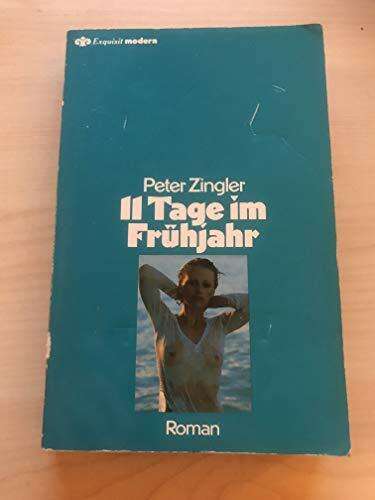 Exquisit modern
Peter Zingler
11 Tage im
Frühjahr
Roman